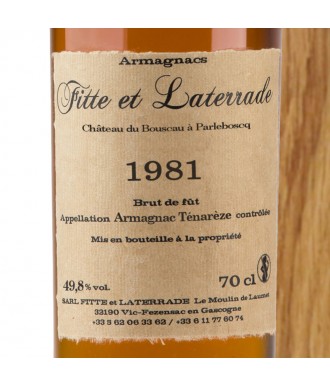 Armagnacs
Fitte et Laterrade
Château du Bouscau à Parleboscq
1981
Brut de fût
Appellation Armagnac Ténarèze contrôlée
Mis en bouteille à la propriété
49,8% vol. 70 cl
SARL FITTE et LATERRADE Le Moulin de Laumet
32190 Vic-Fezensac en Gascogne
+33 5 62 06 33 62 / +33 6 11 77 60 74